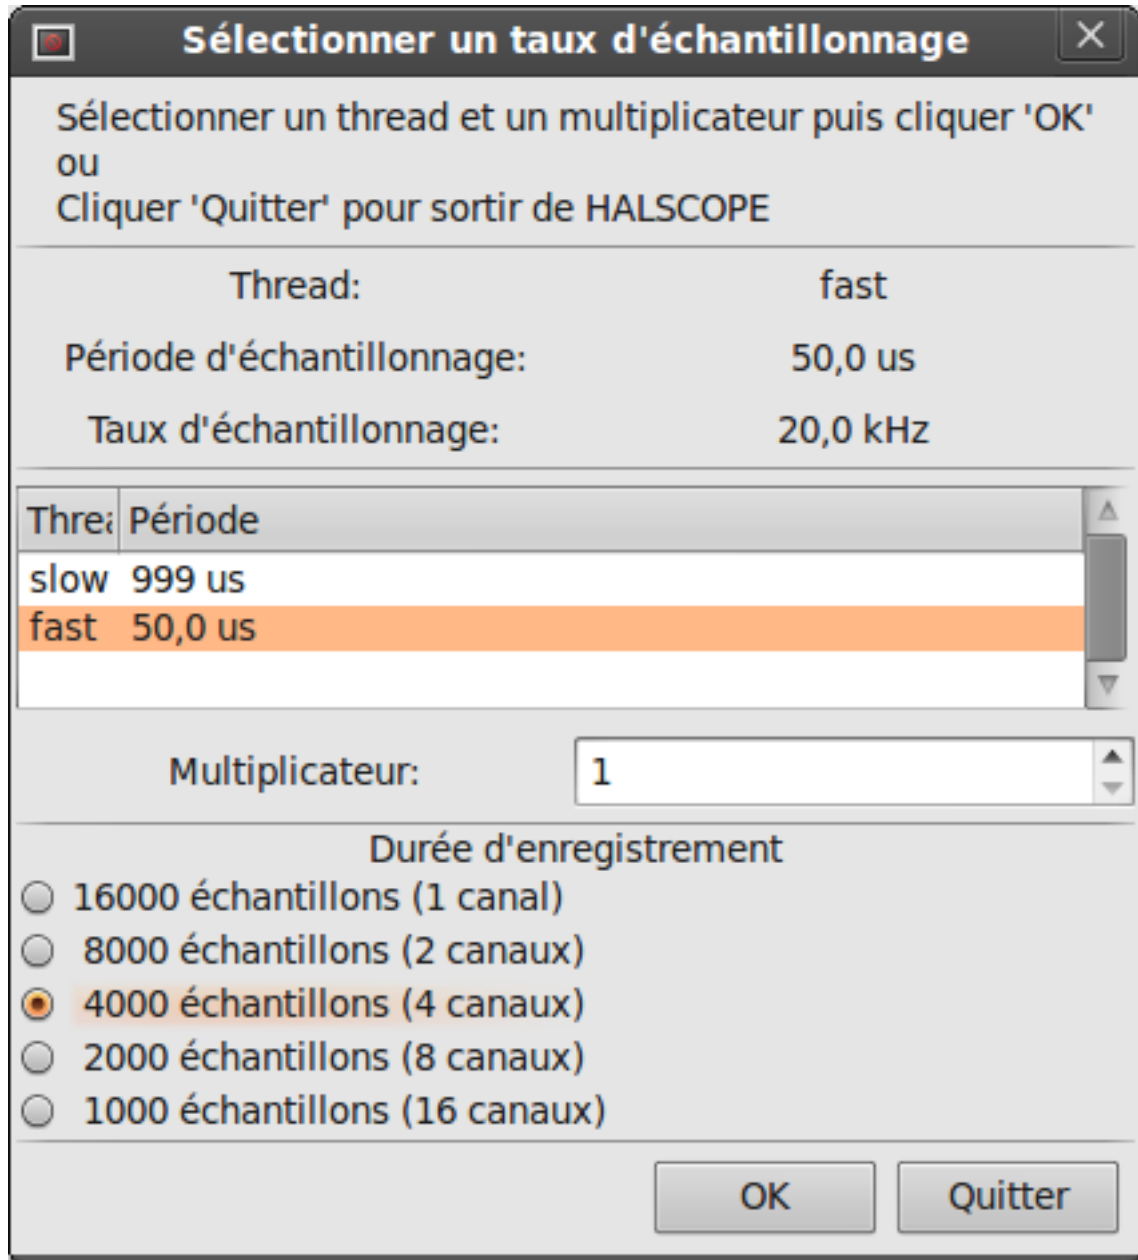 Sélectionner un taux d'échantillonnage
Sélectionner un thread et un multiplicateur puis cliquer 'OK'
ou
Cliquer 'Quitter' pour sortir de HALSCOPE
Thread: fast
Période d'échantillonnage: 50,0 us
Taux d'échantillonnage: 20,0 kHz
Période
slow 999 us
fast 50,0 us
Multiplicateur: 1
Durée d'enregistrement
16000 échantillons (1 canal)
8000 échantillons (2 canaux)
4000 échantillons (4 canaux)
2000 échantillons (8 canaux)
1000 échantillons (16 canaux)
OK Quitter